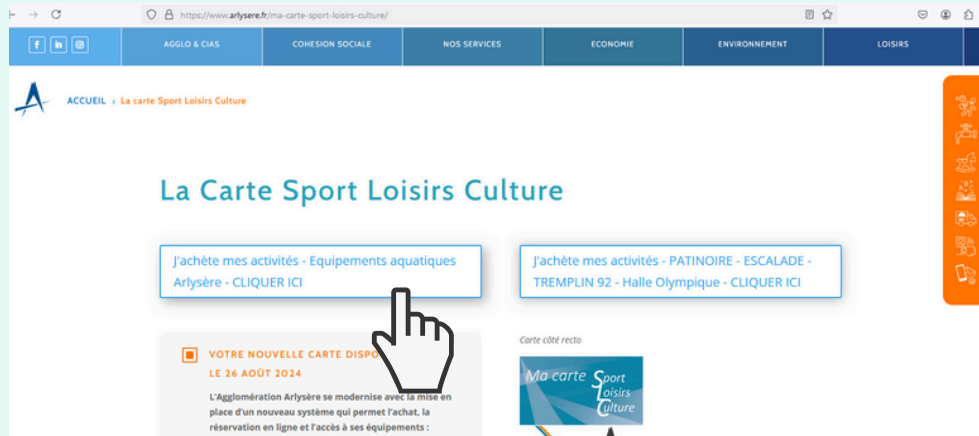 https://www.arlysere.fr/ma-carte-sport-loisirs-culture/
AGGLO & CIAS
COHESION SOCIALE
NOS SERVICES
ECONOMIE
ENVIRONNEMENT
LOISIRS
ACCUEIL > La carte Sport Loisirs Culture
La Carte Sport Loisirs Culture
J'achète mes activités - Equipements aquatiques
Arlysère - CLIQUER ICI
J'achète mes activités - PATINOIRE - ESCALADE -
TREMPLIN 92 - Halle Olympique - CLIQUER ICI
VOTRE NOUVELLE CARTE DISPO
LE 26 AOÛT 2024
L'Agglomération Arlysère se modernise avec la mise en
place d'un nouveau système qui permet l'achat, la
réservation en ligne et l'accès à ses équipements :
Carte côté recto
Ma carte Sport
Loisirs
Culture